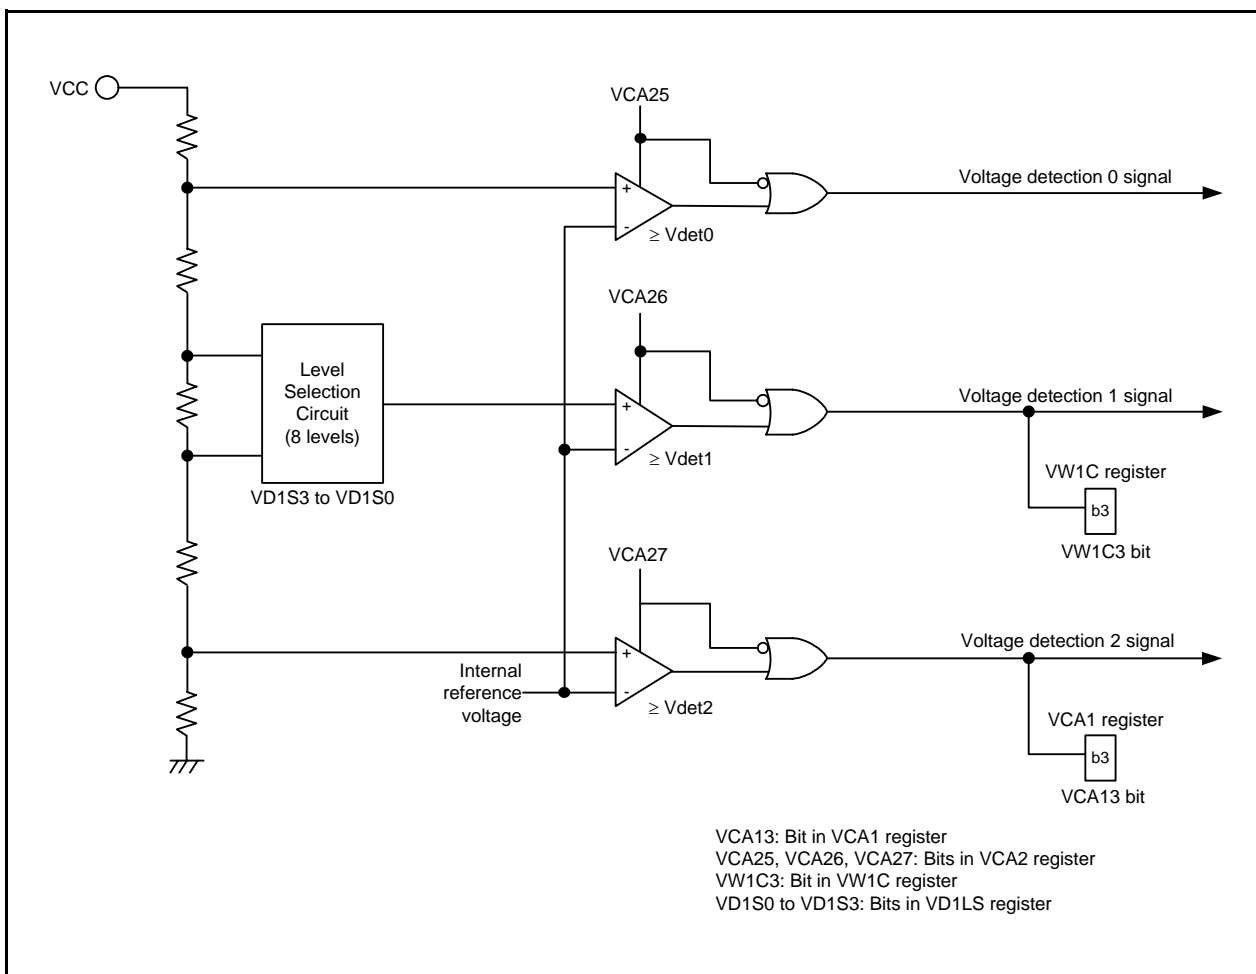 VCC
VCA25
+
-
≥ Vdet0
Voltage detection 0 signal
VCA26
Level
Selection
Circuit
(8 levels)
VD1S3 to VD1S0
+
-
≥ Vdet1
Voltage detection 1 signal
VW1C register
b3
VW1C3 bit
VCA27
+
-
≥ Vdet2
Internal
reference
voltage
Voltage detection 2 signal
VCA1 register
b3
VCA13 bit
VCA13: Bit in VCA1 register
VCA25, VCA26, VCA27: Bits in VCA2 register
VW1C3: Bit in VW1C register
VD1S0 to VD1S3: Bits in VD1LS register